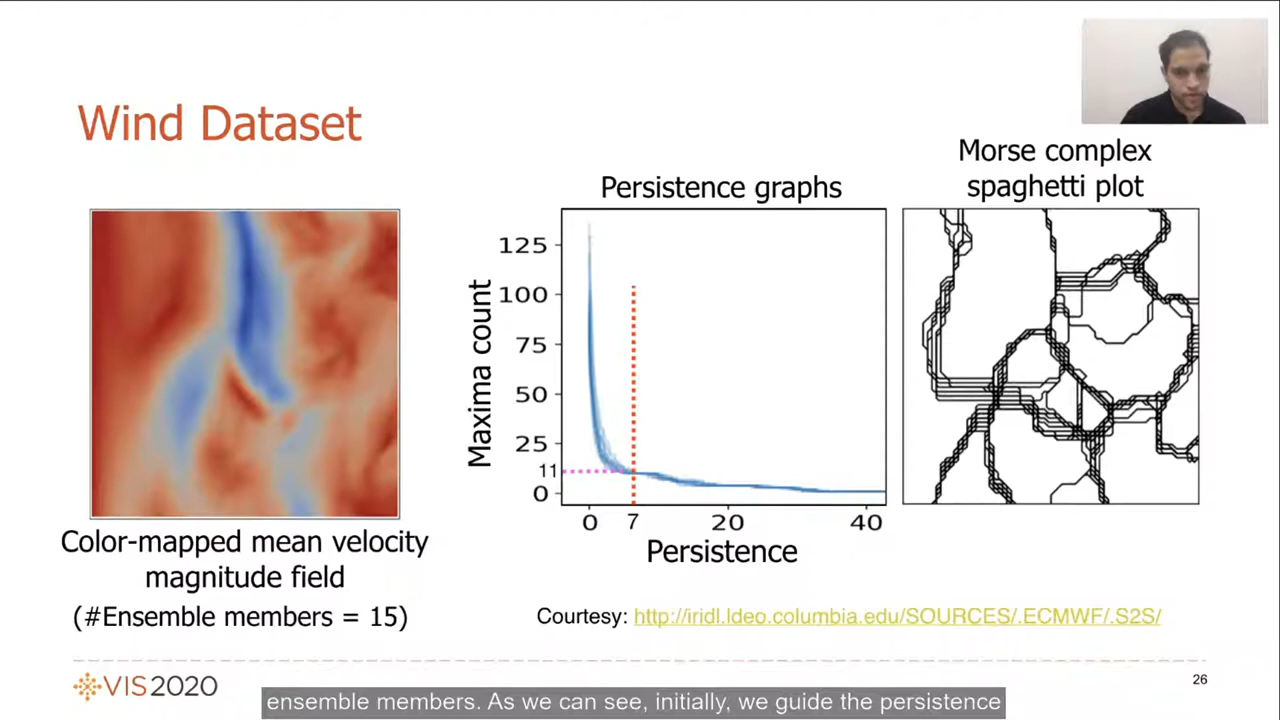 Wind Dataset
Color-mapped mean velocity
magnitude field
(#Ensemble members = 15)
Persistence graphs
Maxima count
125
100
75
50
25
11
0
0
7
20
40
Persistence
Morse complex
spaghetti plot
Courtesy: http://iridl.ldeo.columbia.edu/SOURCES/.ECMWF/.S2S/
VIS2020
26
ensemble members. As we can see, initially, we guide the persistence